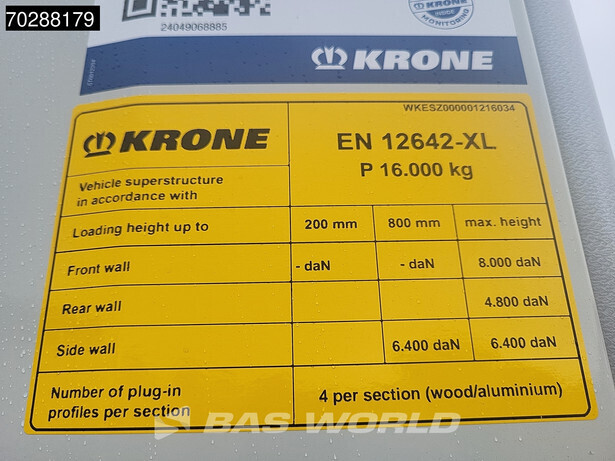 70288179
24049068885
KRONE
INSIDE
MONITORING
KRONE
WKESZ000001216034
KRONE
EN 12642-XL
P 16.000 kg
Vehicle superstructure
in accordance with
Loading height up to
200 mm
800 mm
max. height
Front wall
- daN
- daN
8.000 daN
Rear wall
4.800 daN
Side wall
6.400 daN
6.400 daN
Number of plug-in
profiles per section
4 per section (wood/aluminium)
BAS WORLD